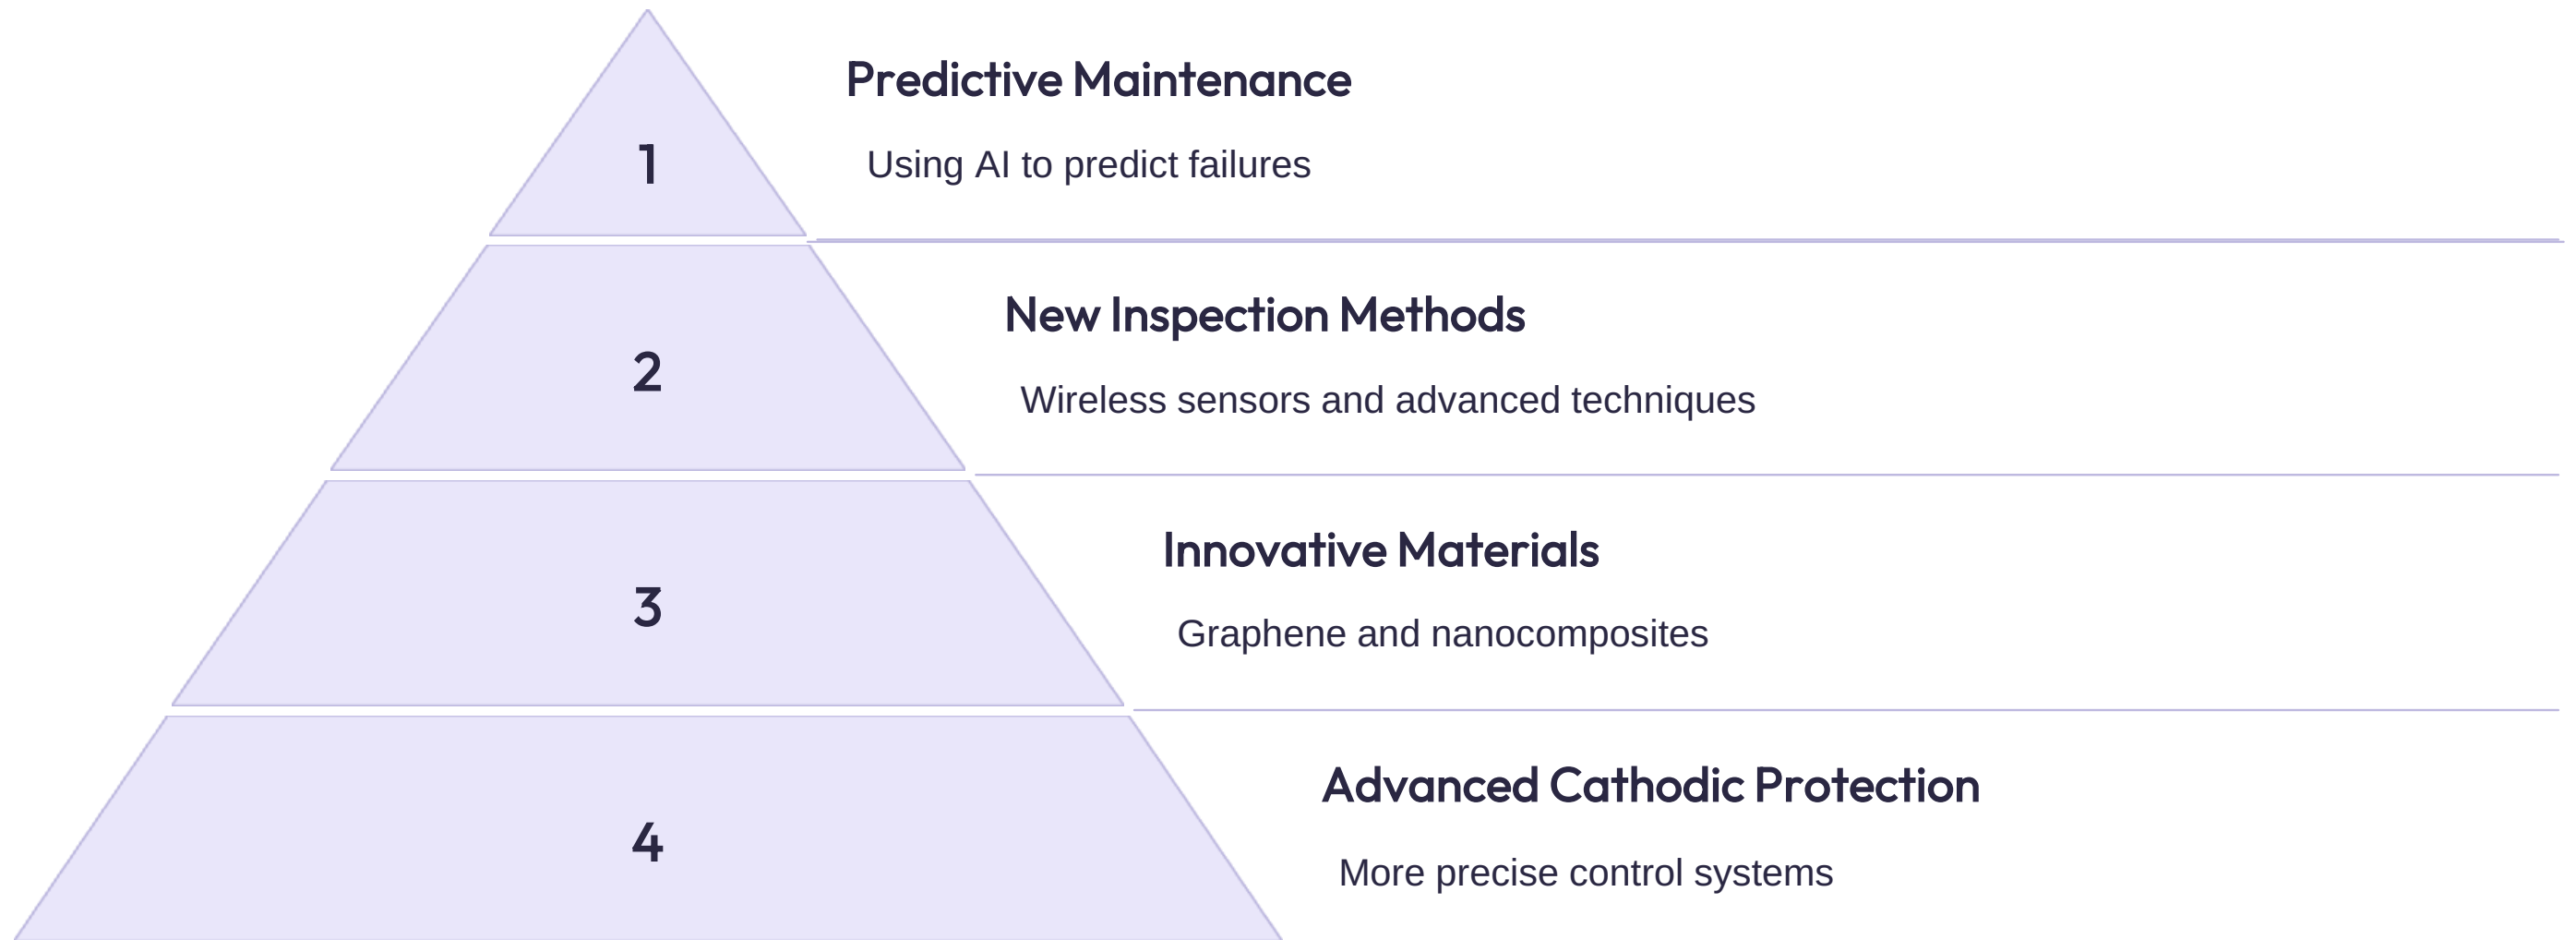 1
Predictive Maintenance
Using AI to predict failures
2
New Inspection Methods
Wireless sensors and advanced techniques
3
Innovative Materials
Graphene and nanocomposites
4
Advanced Cathodic Protection
More precise control systems